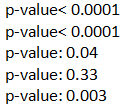 p-value< 0.0001
p-value< 0.0001
p-value: 0.04
p-value: 0.33
p-value: 0.003